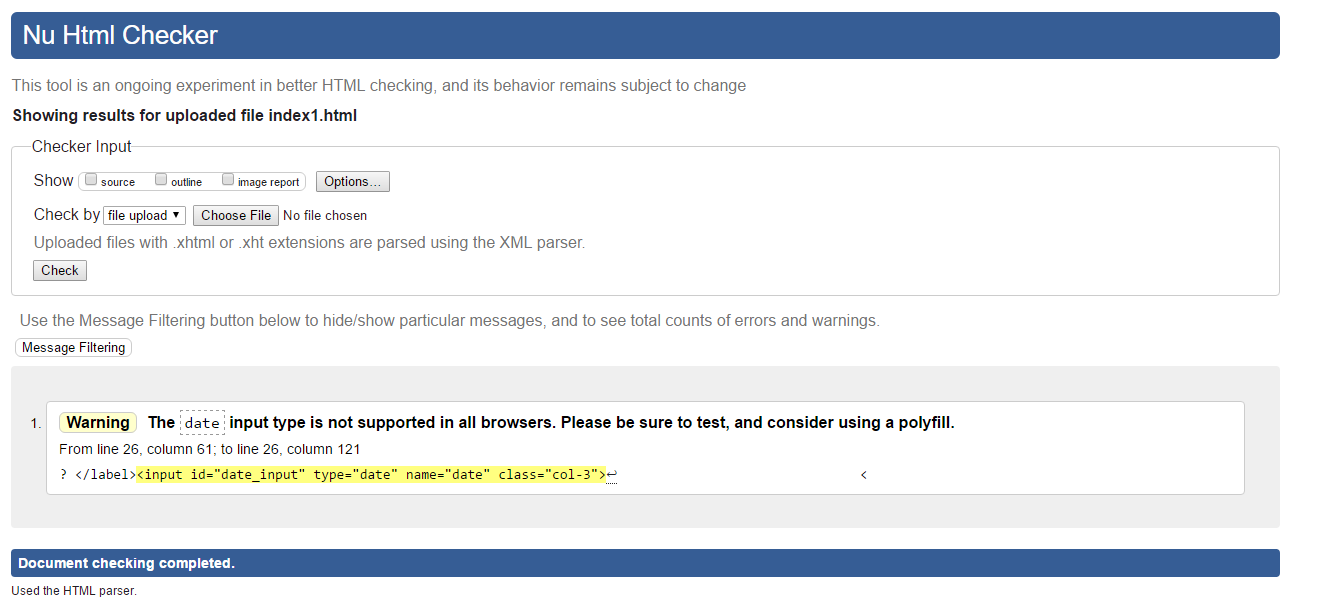 Nu Html Checker
This tool is an ongoing experiment in better HTML checking, and its behavior remains subject to change
Showing results for uploaded file index1.html
Checker Input
Show source outline image report Options...
Check by file upload ▼ Choose File No file chosen
Uploaded files with .xhtml or .xht extensions are parsed using the XML parser.
Check
Use the Message Filtering button below to hide/show particular messages, and to see total counts of errors and warnings.
Message Filtering
1. Warning The date input type is not supported in all browsers. Please be sure to test, and consider using a polyfill.
From line 26, column 61; to line 26, column 121
? </label><input id="date_input" type="date" name="date" class="col-3">↩ <
Document checking completed.
Used the HTML parser.